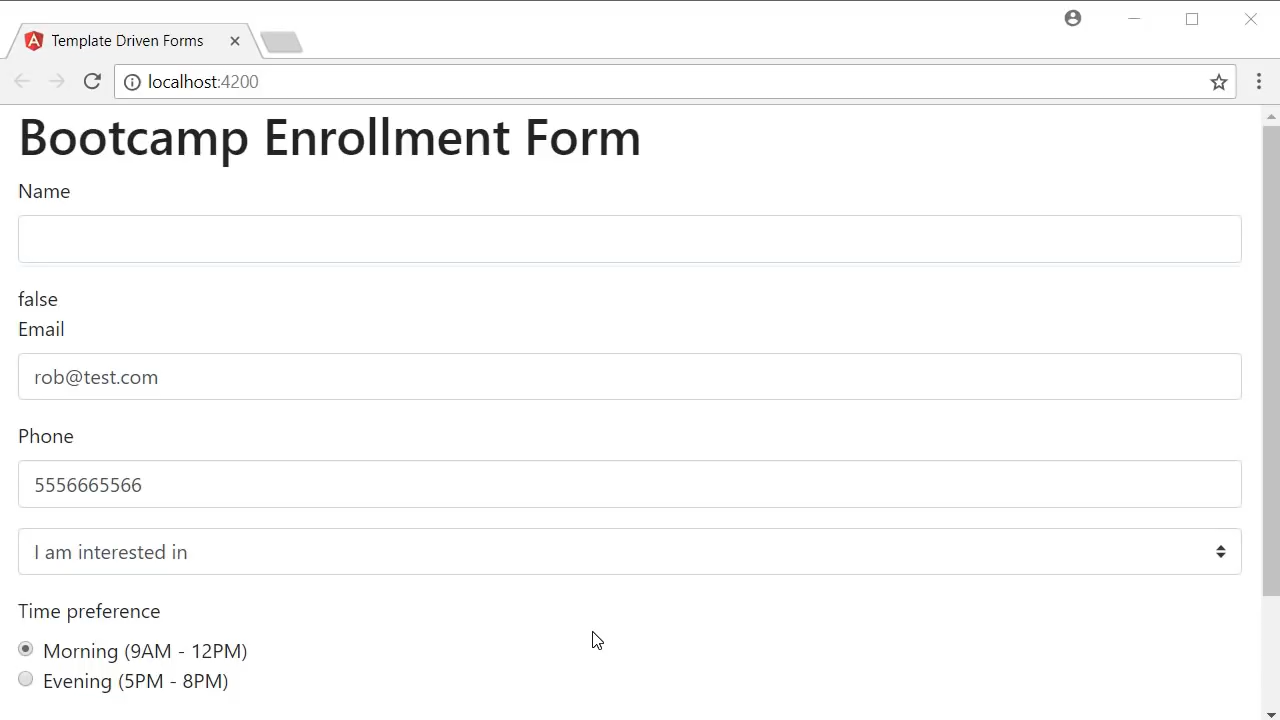 Template Driven Forms
localhost:4200
Bootcamp Enrollment Form
Name
false
Email
rob@test.com
Phone
5556665566
I am interested in
Time preference
Morning (9AM - 12PM)
Evening (5PM - 8PM)